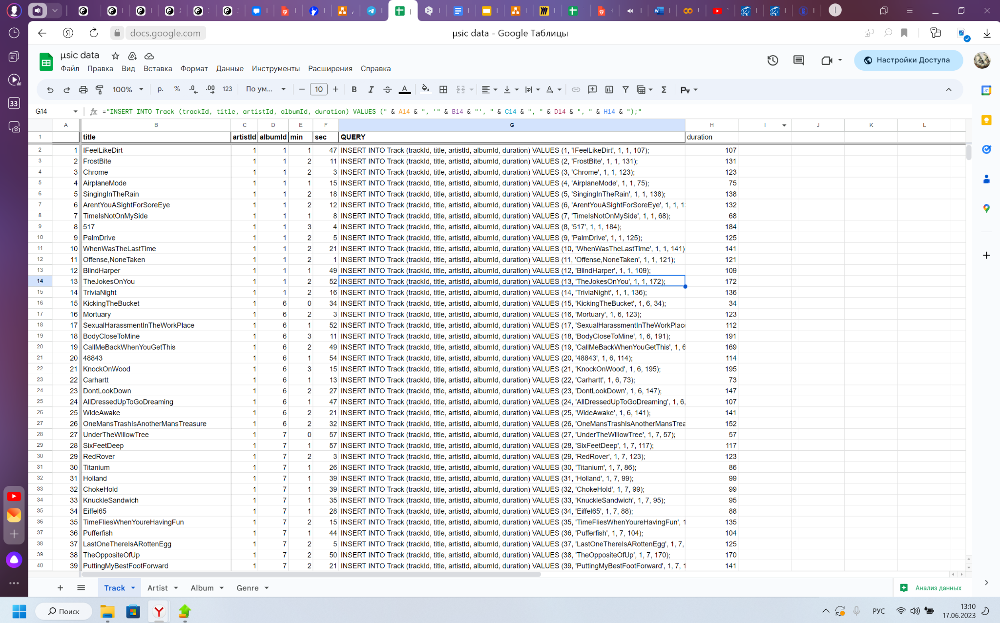 docs.google.com
µsic data - Google Таблицы
33
µsic data
Файл Правка Вид Вставка Формат Данные Инструменты Расширения Справка
Настройки Доступа
100% р. % .0 .00 123 По ум... 10
G14 fx ="INSERT INTO Track (trackId, title, artistId, albumId, duration) VALUES (" & A14 & ", '" & B14 & "', " & C14 & ", " & D14 & ", " & H14 & ");"
A B C D E F G H I J K L
1 title artistId albumId min sec QUERY duration
2 1 IFeelLikeDirt 1 1 1 47 INSERT INTO Track (trackId, title, artistId, albumId, duration) VALUES (1, 'IFeelLikeDirt', 1, 1, 107); 107
3 2 FrostBite 1 1 2 11 INSERT INTO Track (trackId, title, artistId, albumId, duration) VALUES (2, 'FrostBite', 1, 1, 131); 131
4 3 Chrome 1 1 2 3 INSERT INTO Track (trackId, title, artistId, albumId, duration) VALUES (3, 'Chrome', 1, 1, 123); 123
5 4 AirplaneMode 1 1 1 15 INSERT INTO Track (trackId, title, artistId, albumId, duration) VALUES (4, 'AirplaneMode', 1, 1, 75); 75
6 5 SingingInTheRain 1 1 2 18 INSERT INTO Track (trackId, title, artistId, albumId, duration) VALUES (5, 'SingingInTheRain', 1, 1, 138); 138
7 6 ArentYouASightForSoreEye 1 1 2 12 INSERT INTO Track (trackId, title, artistId, albumId, duration) VALUES (6, 'ArentYouASightForSoreEye', 1, 1, 1 132
8 7 TimeIsNotOnMySide 1 1 1 8 INSERT INTO Track (trackId, title, artistId, albumId, duration) VALUES (7, 'TimeIsNotOnMySide', 1, 1, 68); 68
9 8 517 1 1 3 4 INSERT INTO Track (trackId, title, artistId, albumId, duration) VALUES (8, '517', 1, 1, 184); 184
10 9 PalmDrive 1 1 2 5 INSERT INTO Track (trackId, title, artistId, albumId, duration) VALUES (9, 'PalmDrive', 1, 1, 125); 125
11 10 WhenWasTheLastTime 1 1 2 21 INSERT INTO Track (trackId, title, artistId, albumId, duration) VALUES (10, 'WhenWasTheLastTime', 1, 1, 141) 141
12 11 Offense,NoneTaken 1 1 2 1 INSERT INTO Track (trackId, title, artistId, albumId, duration) VALUES (11, 'Offense,NoneTaken', 1, 1, 121); 121
13 12 BlindHarper 1 1 1 49 INSERT INTO Track (trackId, title, artistId, albumId, duration) VALUES (12, 'BlindHarper', 1, 1, 109); 109
14 13 TheJokesOnYou 1 1 2 52 INSERT INTO Track (trackId, title, artistId, albumId, duration) VALUES (13, 'TheJokesOnYou', 1, 1, 172); 172
15 14 TriviaNight 1 1 2 16 INSERT INTO Track (trackId, title, artistId, albumId, duration) VALUES (14, 'TriviaNight', 1, 1, 136); 136
16 15 KickingTheBucket 1 6 0 34 INSERT INTO Track (trackId, title, artistId, albumId, duration) VALUES (15, 'KickingTheBucket', 1, 6, 34); 34
17 16 Mortuary 1 6 2 3 INSERT INTO Track (trackId, title, artistId, albumId, duration) VALUES (16, 'Mortuary', 1, 6, 123); 123
18 17 SexualHarassmentInTheWorkPlace 1 6 1 52 INSERT INTO Track (trackId, title, artistId, albumId, duration) VALUES (17, 'SexualHarassmentInTheWorkPlace 112
19 18 BodyCloseToMine 1 6 3 11 INSERT INTO Track (trackId, title, artistId, albumId, duration) VALUES (18, 'BodyCloseToMine', 1, 6, 191); 191
20 19 CallMeBackWhenYouGetThis 1 6 2 49 INSERT INTO Track (trackId, title, artistId, albumId, duration) VALUES (19, 'CallMeBackWhenYouGetThis', 1, 6 169
21 20 48843 1 6 1 54 INSERT INTO Track (trackId, title, artistId, albumId, duration) VALUES (20, '48843', 1, 6, 114); 114
22 21 KnockOnWood 1 6 3 15 INSERT INTO Track (trackId, title, artistId, albumId, duration) VALUES (21, 'KnockOnWood', 1, 6, 195); 195
23 22 Carhartt 1 6 1 13 INSERT INTO Track (trackId, title, artistId, albumId, duration) VALUES (22, 'Carhartt', 1, 6, 73); 73
24 23 DontLookDown 1 6 2 27 INSERT INTO Track (trackId, title, artistId, albumId, duration) VALUES (23, 'DontLookDown', 1, 6, 147); 147
25 24 AllDressedUpToGoDreaming 1 6 1 47 INSERT INTO Track (trackId, title, artistId, albumId, duration) VALUES (24, 'AllDressedUpToGoDreaming', 1, 6, 107
26 25 WideAwake 1 6 2 21 INSERT INTO Track (trackId, title, artistId, albumId, duration) VALUES (25, 'WideAwake', 1, 6, 141); 141
27 26 OneMansTrashIsAnotherMansTreasure 1 6 2 32 INSERT INTO Track (trackId, title, artistId, albumId, duration) VALUES (26, 'OneMansTrashIsAnotherMansTrea 152
28 27 UnderTheWillowTree 1 7 0 57 INSERT INTO Track (trackId, title, artistId, albumId, duration) VALUES (27, 'UnderTheWillowTree', 1, 7, 57); 57
29 28 SixFeetDeep 1 7 1 57 INSERT INTO Track (trackId, title, artistId, albumId, duration) VALUES (28, 'SixFeetDeep', 1, 7, 117); 117
30 29 RedRover 1 7 2 3 INSERT INTO Track (trackId, title, artistId, albumId, duration) VALUES (29, 'RedRover', 1, 7, 123); 123
31 30 Titanium 1 7 1 26 INSERT INTO Track (trackId, title, artistId, albumId, duration) VALUES (30, 'Titanium', 1, 7, 86); 86
32 31 Holland 1 7 1 39 INSERT INTO Track (trackId, title, artistId, albumId, duration) VALUES (31, 'Holland', 1, 7, 99); 99
33 32 ChokeHold 1 7 1 39 INSERT INTO Track (trackId, title, artistId, albumId, duration) VALUES (32, 'ChokeHold', 1, 7, 99); 99
34 33 KnuckleSandwich 1 7 1 35 INSERT INTO Track (trackId, title, artistId, albumId, duration) VALUES (33, 'KnuckleSandwich', 1, 7, 95); 95
35 34 Eiffel65 1 7 1 28 INSERT INTO Track (trackId, title, artistId, albumId, duration) VALUES (34, 'Eiffel65', 1, 7, 88); 88
36 35 TimeFliesWhenYoureHavingFun 1 7 2 15 INSERT INTO Track (trackId, title, artistId, albumId, duration) VALUES (35, 'TimeFliesWhenYoureHavingFun', 1 135
37 36 Pufferfish 1 7 1 44 INSERT INTO Track (trackId, title, artistId, albumId, duration) VALUES (36, 'Pufferfish', 1, 7, 104); 104
38 37 LastOneThereIsARottenEgg 1 7 2 5 INSERT INTO Track (trackId, title, artistId, albumId, duration) VALUES (37, 'LastOneThereIsARottenEgg', 1, 7, 125
39 38 TheOppositeOfUp 1 7 2 50 INSERT INTO Track (trackId, title, artistId, albumId, duration) VALUES (38, 'TheOppositeOfUp', 1, 7, 170); 170
40 39 PuttingMyBestFootForward 1 7 2 21 INSERT INTO Track (trackId, title, artistId, albumId, duration) VALUES (39, 'PuttingMyBestFootForward', 1, 7, 1 141
Track Artist Album Genre Анализ данных
Поиск РУС 13:10
17.06.2023